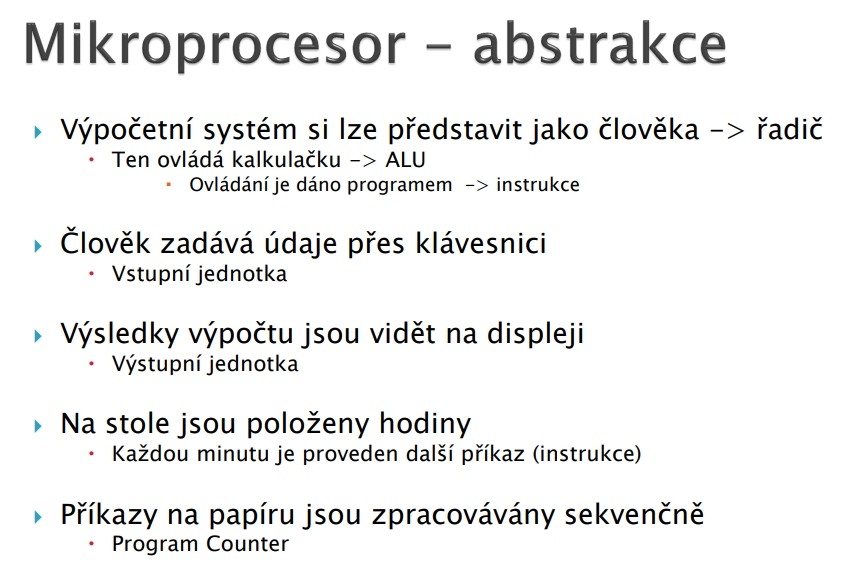 Mikroprocesor - abstrakce
Výpočetní systém si lze představit jako člověka -> řadič
Ten ovládá kalkulačku -> ALU
Ovládání je dáno programem -> instrukce
Člověk zadává údaje přes klávesnici
Vstupní jednotka
Výsledky výpočtu jsou vidět na displeji
Výstupní jednotka
Na stole jsou položeny hodiny
Každou minutu je proveden další příkaz (instrukce)
Příkazy na papíru jsou zpracovávány sekvenčně
Program Counter